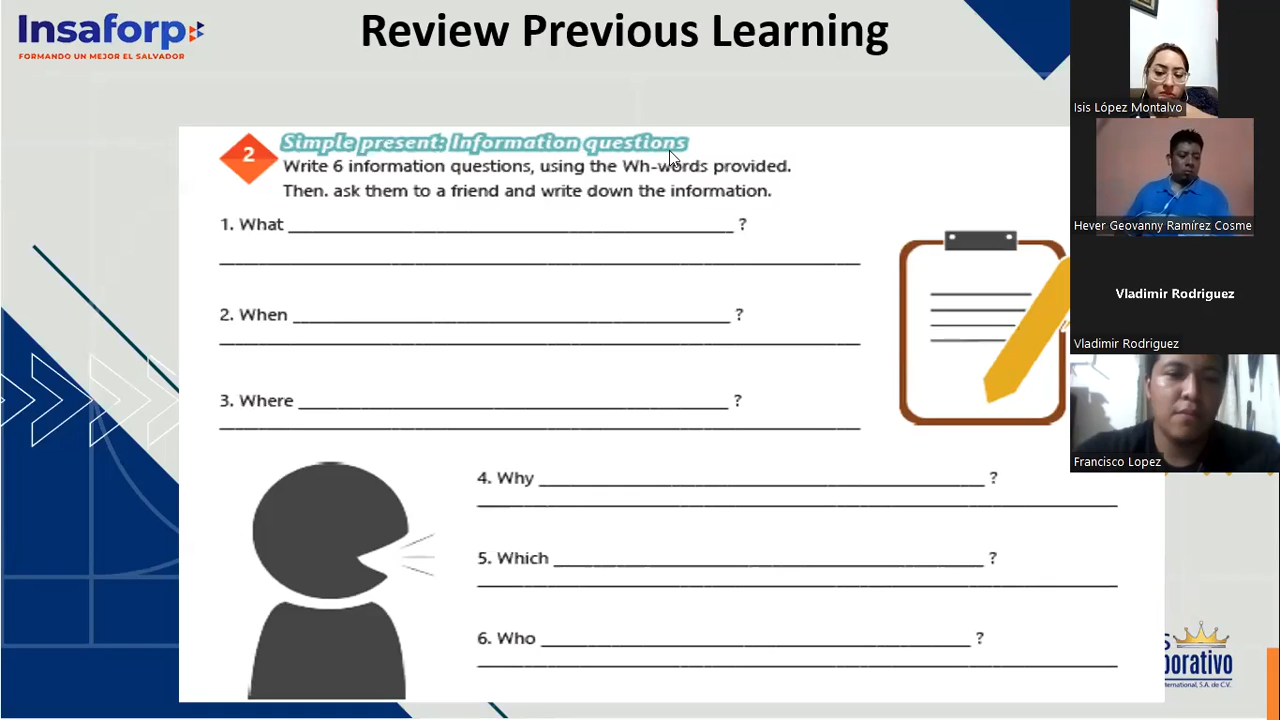 Insaforp
FORMANDO UN MEJOR EL SALVADOR
Review Previous Learning
2
Simple present: Information questions
Write 6 information questions, using the Wh-words provided.
Then. ask them to a friend and write down the information.
1. What ?
2. When ?
3. Where ?
4. Why ?
5. Which ?
6. Who ?
Isis López Montalvo
Hever Geovanny Ramírez Cosme
Vladimir Rodriguez
Vladimir Rodriguez
Francisco Lopez
International, S.A. de C.V.